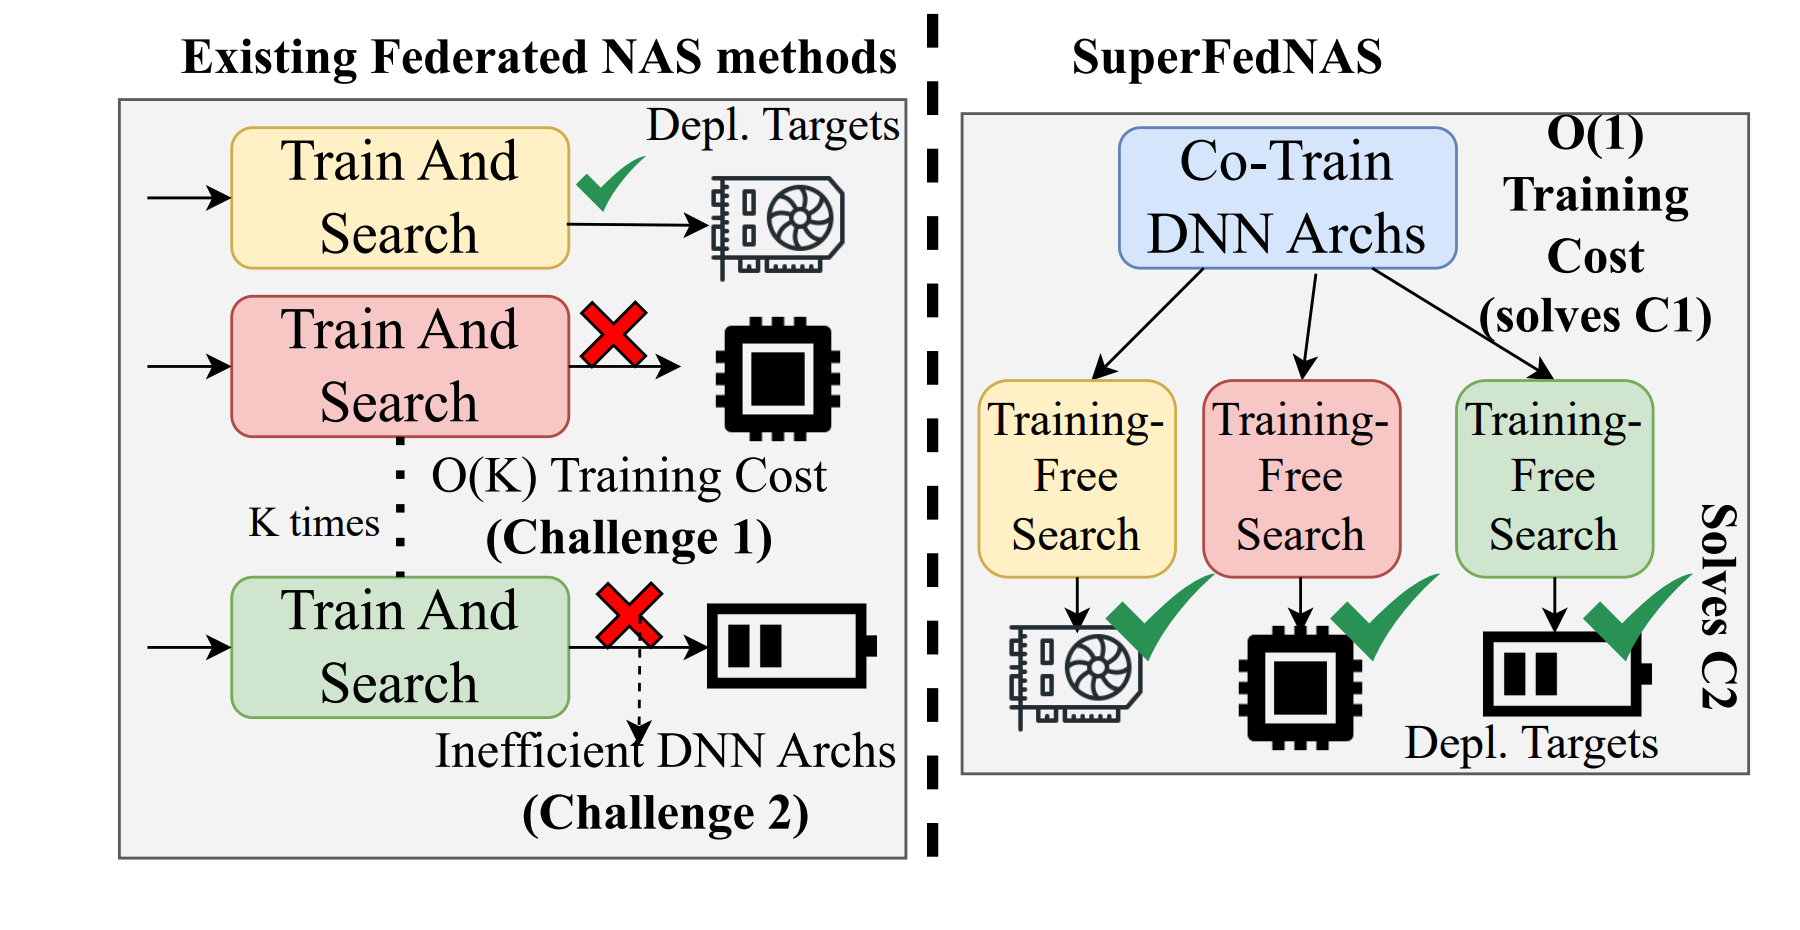 Existing Federated NAS methods
Depl. Targets
Train And
Search
Train And
Search
O(K) Training Cost
(Challenge 1)
K times
Train And
Search
Inefficient DNN Archs
(Challenge 2)
SuperFedNAS
Co-Train
DNN Archs
O(1)
Training
Cost
(solves C1)
Training-
Free
Search
Training-
Free
Search
Training-
Free
Search
Solves C2
Depl. Targets